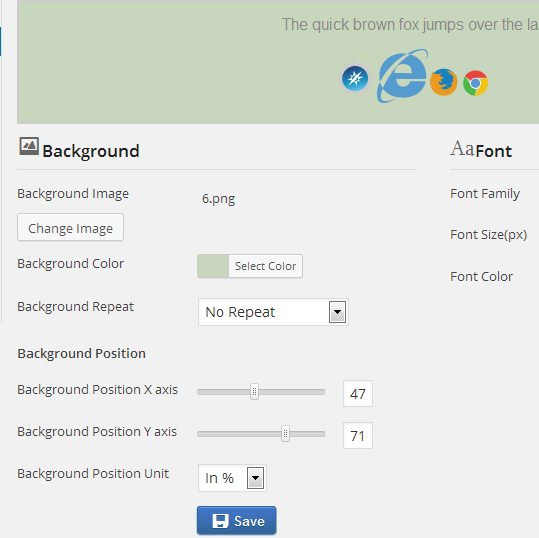 The quick brown fox jumps over the la
Background
Background Image
6.png
Change Image
Background Color
Select Color
Background Repeat
No Repeat
Background Position
Background Position X axis
47
Background Position Y axis
71
Background Position Unit
In %
Save
Aa Font
Font Family
Font Size(px)
Font Color